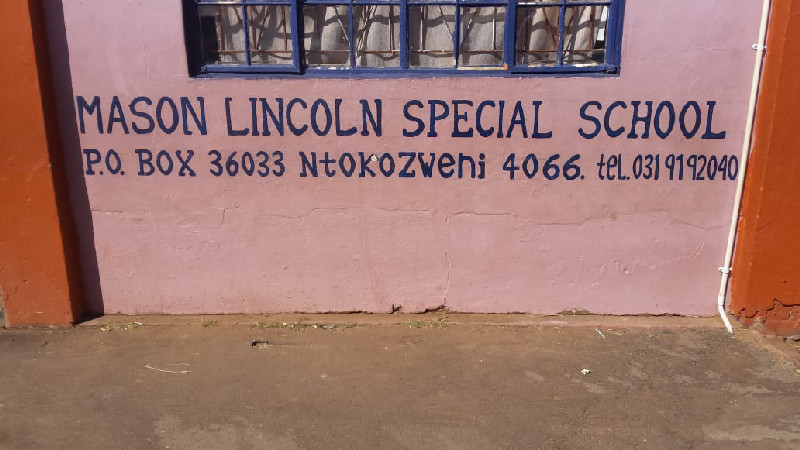 MASON LINCOLN SPECIAL SCHOOL
P.O. BOX 36033 NtoKOZWeni 4066. teL.031 9192040